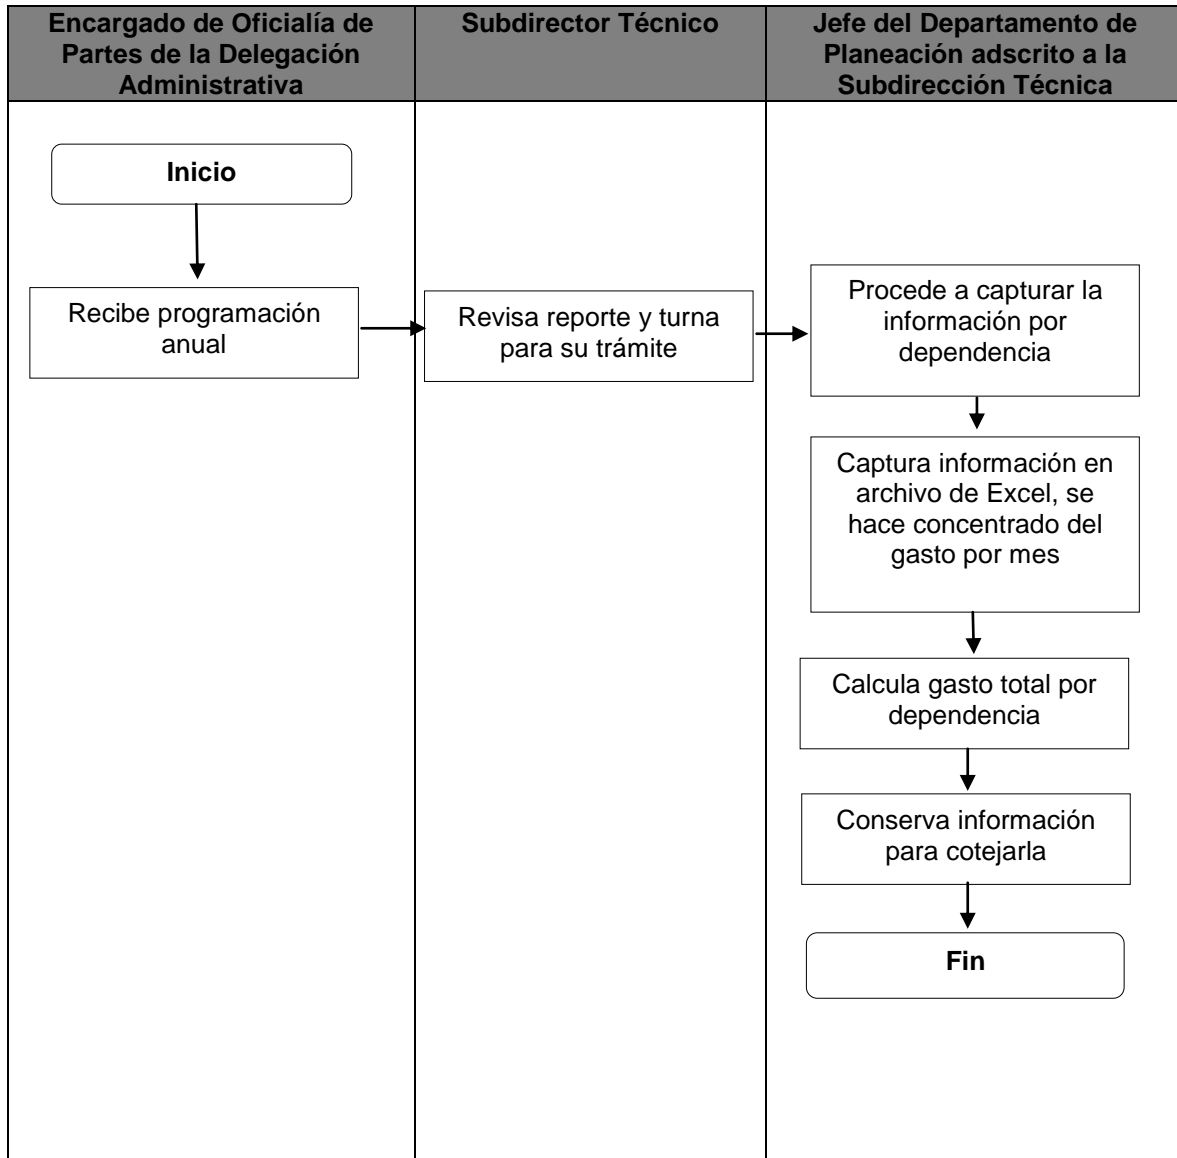 Encargado de Oficialía de
Partes de la Delegación
Administrativa
Subdirector Técnico
Jefe del Departamento de
Planeación adscrito a la
Subdirección Técnica
Inicio
Recibe programación
anual
Revisa reporte y turna
para su trámite
Procede a capturar la
información por
dependencia
Captura información en
archivo de Excel, se
hace concentrado del
gasto por mes
Calcula gasto total por
dependencia
Conserva información
para cotejarla
Fin